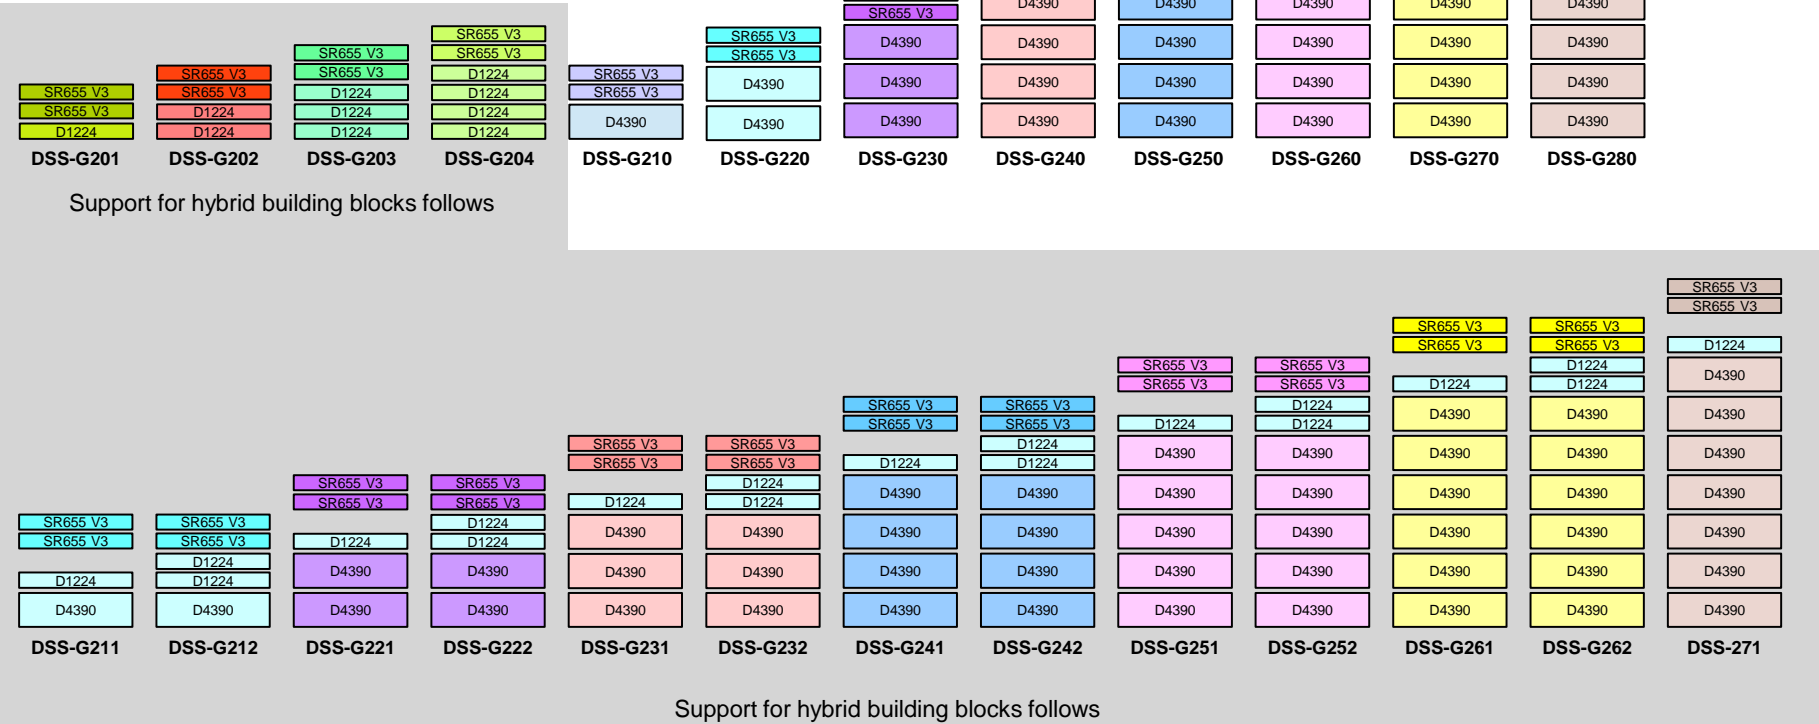 SR655 V3
SR655 V3
D1224
DSS-G201
SR655 V3
SR655 V3
D1224
D1224
DSS-G202
SR655 V3
SR655 V3
D1224
D1224
D1224
DSS-G203
SR655 V3
SR655 V3
D1224
D1224
D1224
D1224
DSS-G204
SR655 V3
SR655 V3
D4390
DSS-G210
SR655 V3
SR655 V3
D4390
D4390
DSS-G220
SR655 V3
D4390
D4390
D4390
DSS-G230
D4390
D4390
D4390
D4390
DSS-G240
D4390
D4390
D4390
D4390
DSS-G250
D4390
D4390
D4390
D4390
DSS-G260
D4390
D4390
D4390
D4390
DSS-G270
D4390
D4390
D4390
D4390
DSS-G280
Support for hybrid building blocks follows
SR655 V3
SR655 V3
D1224
D4390
DSS-G211
SR655 V3
SR655 V3
D1224
D1224
D4390
DSS-G212
SR655 V3
SR655 V3
D1224
D4390
D4390
DSS-G221
SR655 V3
SR655 V3
D1224
D1224
D4390
D4390
DSS-G222
SR655 V3
SR655 V3
D1224
D4390
D4390
D4390
DSS-G231
SR655 V3
SR655 V3
D1224
D1224
D4390
D4390
D4390
DSS-G232
SR655 V3
SR655 V3
D1224
D4390
D4390
D4390
D4390
DSS-G241
SR655 V3
SR655 V3
D1224
D1224
D4390
D4390
D4390
D4390
DSS-G242
SR655 V3
SR655 V3
D1224
D4390
D4390
D4390
D4390
D4390
DSS-G251
SR655 V3
SR655 V3
D1224
D1224
D4390
D4390
D4390
D4390
D4390
DSS-G252
SR655 V3
SR655 V3
D1224
D4390
D4390
D4390
D4390
D4390
D4390
DSS-G261
SR655 V3
SR655 V3
D1224
D1224
D4390
D4390
D4390
D4390
D4390
D4390
DSS-G262
SR655 V3
SR655 V3
D1224
D4390
D4390
D4390
D4390
D4390
D4390
D4390
DSS-271
Support for hybrid building blocks follows